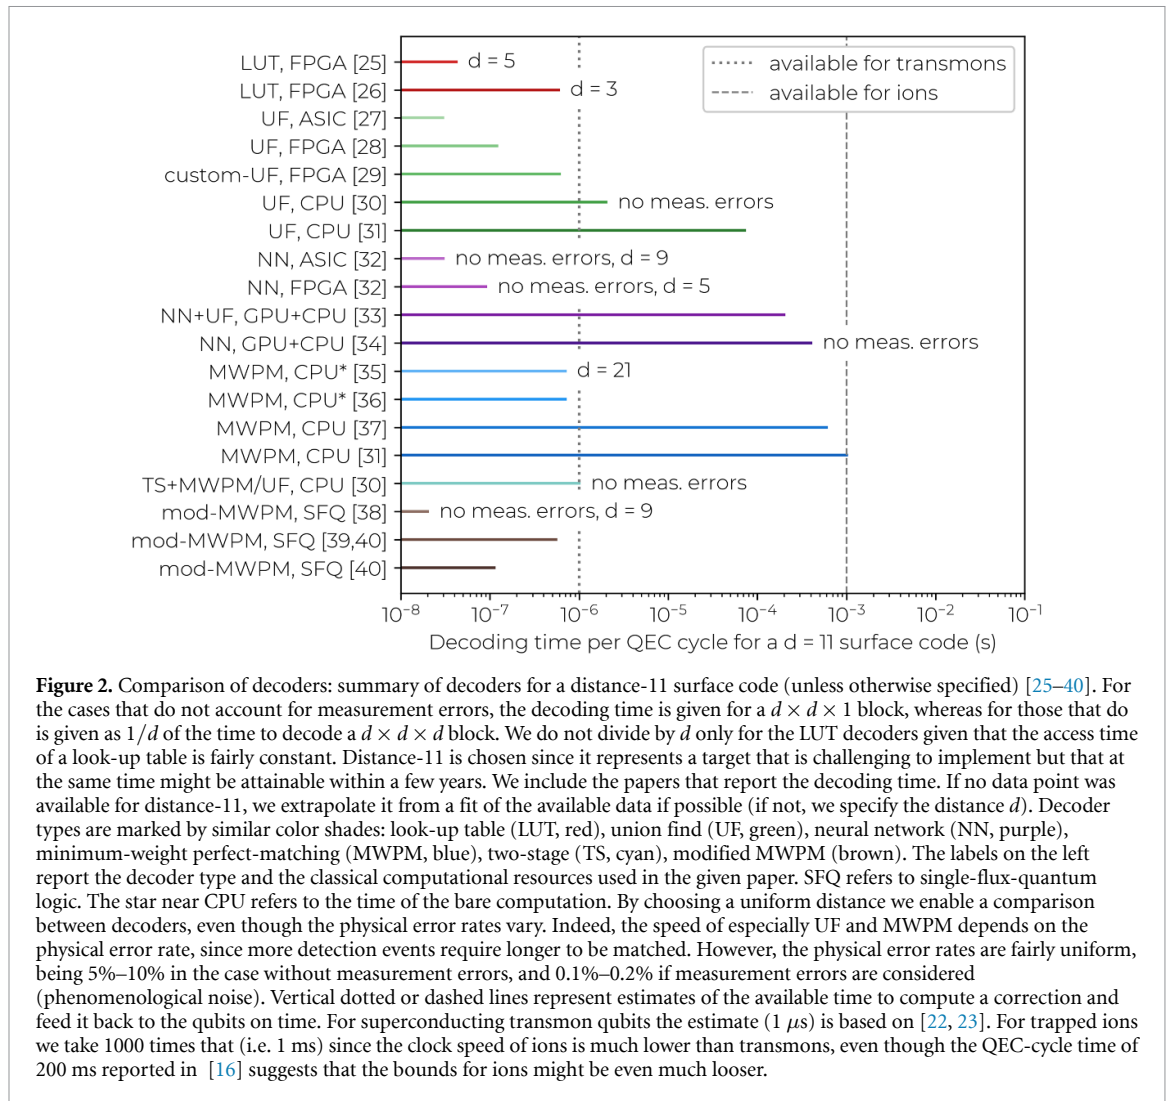 LUT, FPGA [25]
d = 5
LUT, FPGA [26]
d = 3
UF, ASIC [27]
UF, FPGA [28]
custom-UF, FPGA [29]
UF, CPU [30]
no meas. errors
UF, CPU [31]
NN, ASIC [32]
no meas. errors, d = 9
NN, FPGA [32]
no meas. errors, d = 5
NN+UF, GPU+CPU [33]
NN, GPU+CPU [34]
no meas. errors
MWPM, CPU* [35]
d = 21
MWPM, CPU* [36]
MWPM, CPU [37]
MWPM, CPU [31]
TS+MWPM/UF, CPU [30]
no meas. errors
mod-MWPM, SFQ [38]
no meas. errors, d = 9
mod-MWPM, SFQ [39,40]
mod-MWPM, SFQ [40]
available for transmons
available for ions
10⁻⁸ 10⁻⁷ 10⁻⁶ 10⁻⁵ 10⁻⁴ 10⁻³ 10⁻² 10⁻¹
Decoding time per QEC cycle for a d = 11 surface code (s)
Figure 2. Comparison of decoders: summary of decoders for a distance-11 surface code (unless otherwise specified) [25–40]. For
the cases that do not account for measurement errors, the decoding time is given for a d × d × 1 block, whereas for those that do
is given as 1/d of the time to decode a d × d × d block. We do not divide by d only for the LUT decoders given that the access time
of a look-up table is fairly constant. Distance-11 is chosen since it represents a target that is challenging to implement but that at
the same time might be attainable within a few years. We include the papers that report the decoding time. If no data point was
available for distance-11, we extrapolate it from a fit of the available data if possible (if not, we specify the distance d). Decoder
types are marked by similar color shades: look-up table (LUT, red), union find (UF, green), neural network (NN, purple),
minimum-weight perfect-matching (MWPM, blue), two-stage (TS, cyan), modified MWPM (brown). The labels on the left
report the decoder type and the classical computational resources used in the given paper. SFQ refers to single-flux-quantum
logic. The star near CPU refers to the time of the bare computation. By choosing a uniform distance we enable a comparison
between decoders, even though the physical error rates vary. Indeed, the speed of especially UF and MWPM depends on the
physical error rate, since more detection events require longer to be matched. However, the physical error rates are fairly uniform,
being 5%–10% in the case without measurement errors, and 0.1%–0.2% if measurement errors are considered
(phenomenological noise). Vertical dotted or dashed lines represent estimates of the available time to compute a correction and
feed it back to the qubits on time. For superconducting transmon qubits the estimate (1 μs) is based on [22, 23]. For trapped ions
we take 1000 times that (i.e. 1 ms) since the clock speed of ions is much lower than transmons, even though the QEC-cycle time of
200 ms reported in [16] suggests that the bounds for ions might be even much looser.